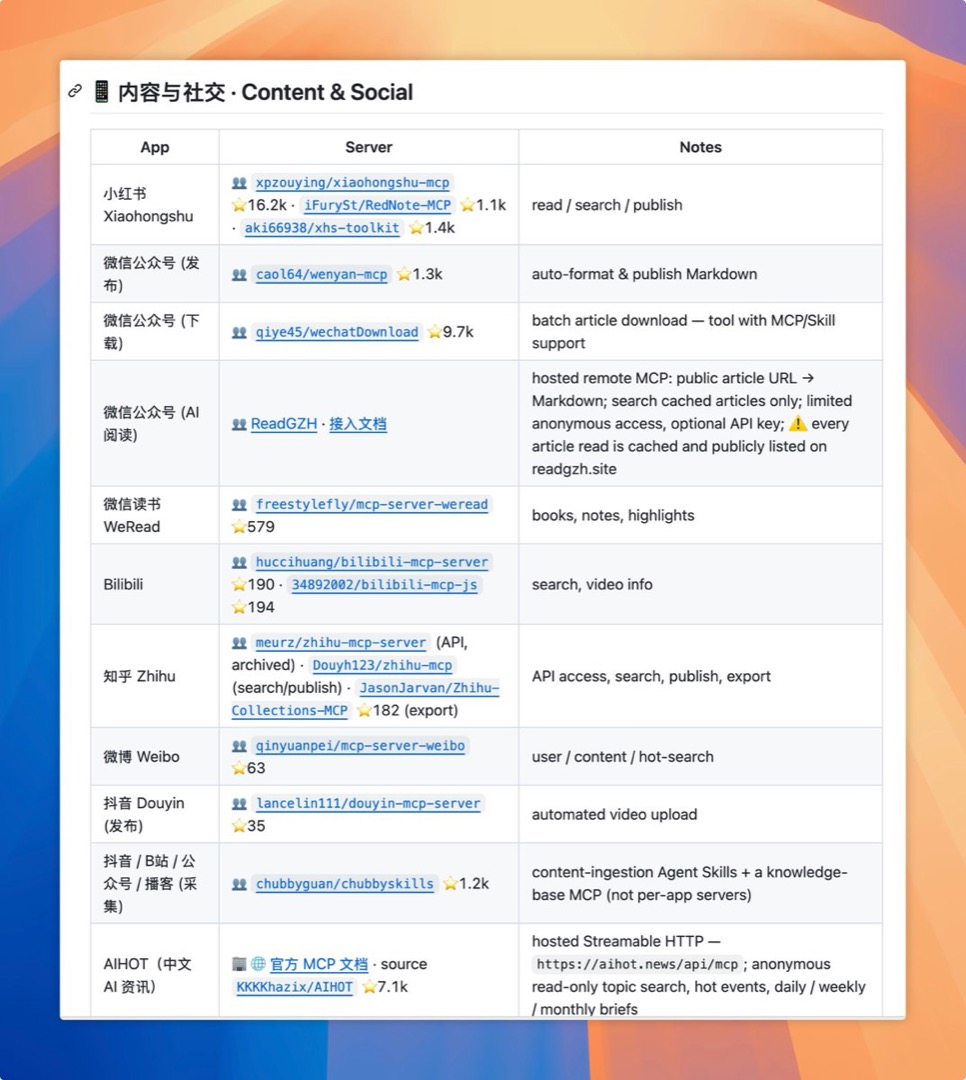 内容与社交 · Content & Social
App Server Notes
小红书
Xiaohongshu
xpzouying/xiaohongshu-mcp
⭐16.2k · iFurySt/RedNote-MCP ⭐1.1k
· aki66938/xhs-toolkit ⭐1.4k
read / search / publish
微信公众号 (发
布)
caol64/wenyan-mcp ⭐1.3k
auto-format & publish Markdown
微信公众号 (下
载)
qiye45/wechatDownload ⭐9.7k
batch article download — tool with MCP/Skill
support
微信公众号 (AI
阅读)
ReadGZH · 接入文档
hosted remote MCP: public article URL →
Markdown; search cached articles only; limited
anonymous access, optional API key; ⚠️ every
article read is cached and publicly listed on
readgzh.site
微信读书
WeRead
freestylefly/mcp-server-weread
⭐579
books, notes, highlights
Bilibili
huccihuang/bilibili-mcp-server
⭐190 · 34892002/bilibili-mcp-js
⭐194
search, video info
知乎 Zhihu
meurz/zhihu-mcp-server (API,
archived) · Douyh123/zhihu-mcp
(search/publish) · JasonJarvan/Zhihu-
Collections-MCP ⭐182 (export)
API access, search, publish, export
微博 Weibo
qinyuanpei/mcp-server-weibo
⭐63
user / content / hot-search
抖音 Douyin
(发布)
lancelin111/douyin-mcp-server
⭐35
automated video upload
抖音 / B站 / 公
众号 / 播客 (采
集)
chubbyguan/chubbyskills ⭐1.2k
content-ingestion Agent Skills + a knowledge-
base MCP (not per-app servers)
AIHOT（中文
AI 资讯）
官方 MCP 文档 · source
KKKKhazix/AIHOT ⭐7.1k
hosted Streamable HTTP —
https://aihot.news/api/mcp ; anonymous
read-only topic search, hot events, daily / weekly
/ monthly briefs